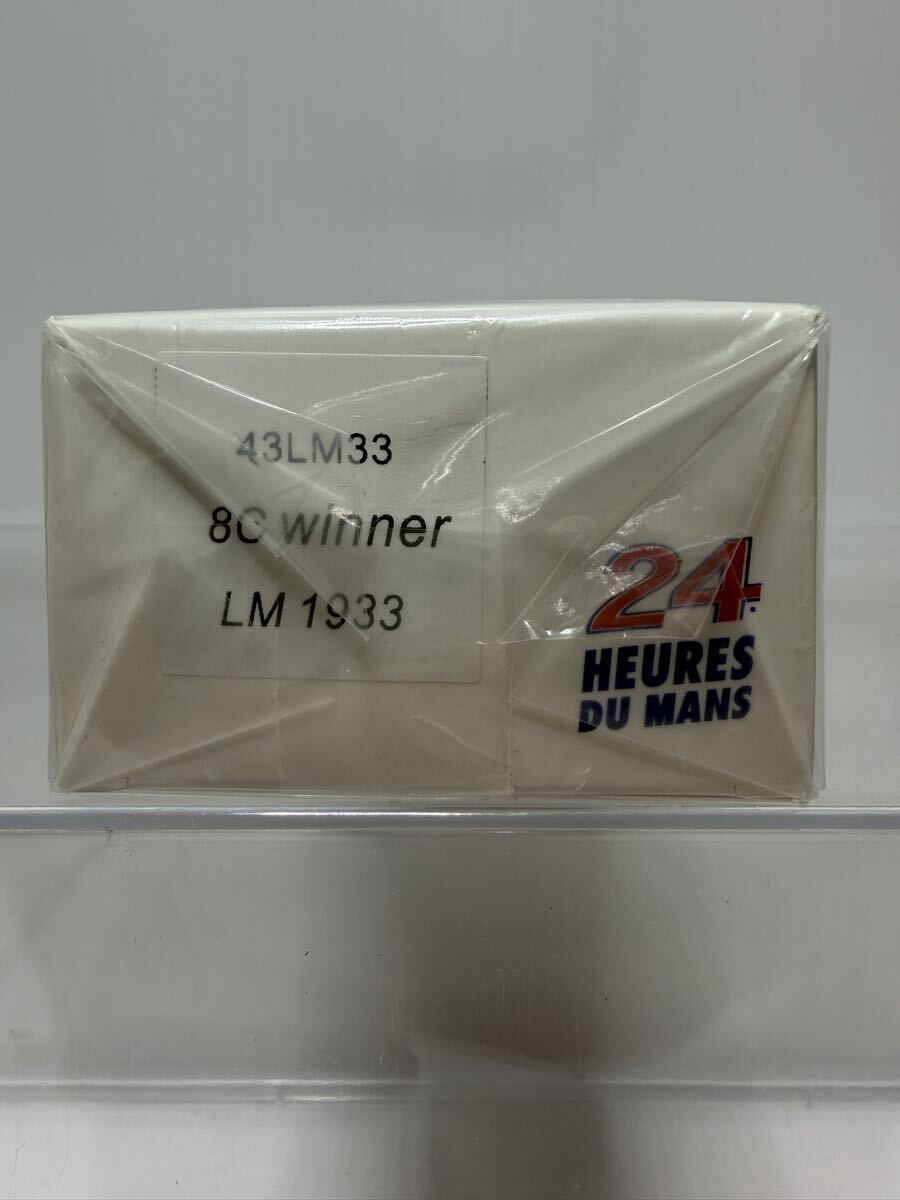 43LM33
8C winner
LM 1933
24
HEURES
DU MANS